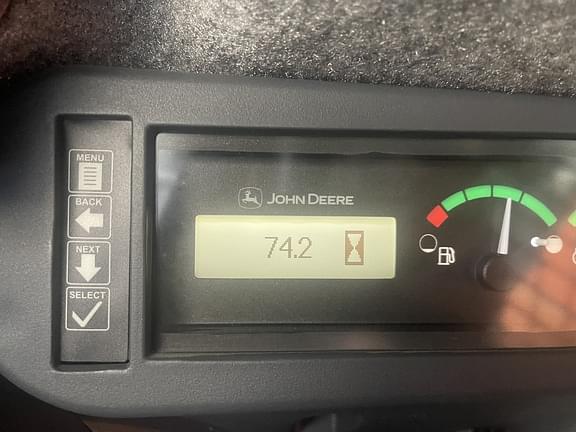 MENU
BACK
NEXT
SELECT
JOHN DEERE
74.2